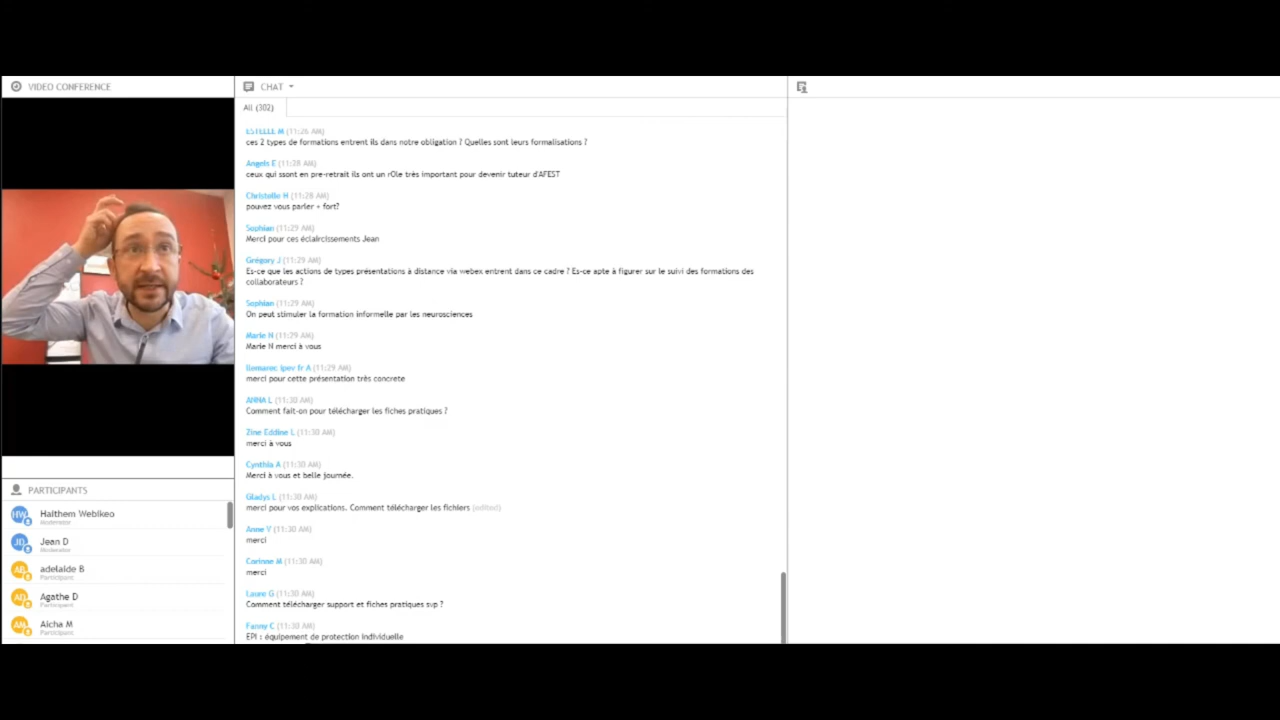 VIDEO CONFERENCE
CHAT
All (302)
ESTELLE M (11:26 AM)
ces 2 types de formations entrent ils dans notre obligation ? Quelles sont leurs formalisations ?
Angels E (11:28 AM)
ceux qui ssont en pre-retrait ils ont un rOle très important pour devenir tuteur d'AFEST
Christelle H (11:28 AM)
pouvez vous parler + fort?
Sophian (11:29 AM)
Merci pour ces éclaircissements Jean
Grégory J (11:29 AM)
Es-ce que les actions de types présentations à distance via webex entrent dans ce cadre ? Es-ce apte à figurer sur le suivi des formations des
collaborateurs ?
Sophian (11:29 AM)
On peut stimuler la formation informelle par les neurosciences
Marie N (11:29 AM)
Marie N merci à vous
llemarec ipev fr A (11:29 AM)
merci pour cette présentation très concrete
ANNA L (11:30 AM)
Comment fait-on pour télécharger les fiches pratiques ?
Zine Eddine L (11:30 AM)
merci à vous
Cynthia A (11:30 AM)
Merci à vous et belle journée.
Gladys L (11:30 AM)
merci pour vos explications. Comment télécharger les fichiers (edited)
Anne V (11:30 AM)
merci
Corinne M (11:30 AM)
merci
Laure G (11:30 AM)
Comment télécharger support et fiches pratiques svp ?
Fanny C (11:30 AM)
EPI : équipement de protection individuelle
PARTICIPANTS
HW
Haithem Webikeo
Moderator
JD
Jean D
Moderator
AB
adelaide B
Participant
AD
Agathe D
Participant
AM
Aicha M
Participant